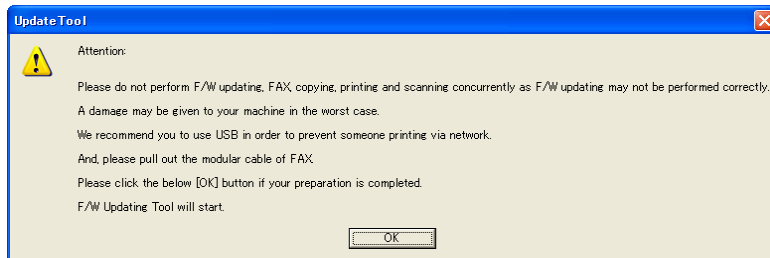 UpdateTool
Attention:
Please do not perform F/W updating, FAX, copying, printing and scanning concurrently as F/W updating may not be performed correctly.
A damage may be given to your machine in the worst case.
We recommend you to use USB in order to prevent someone printing via network.
And, please pull out the modular cable of FAX.
Please click the below [OK] button if your preparation is completed.
F/W Updating Tool will start.
OK